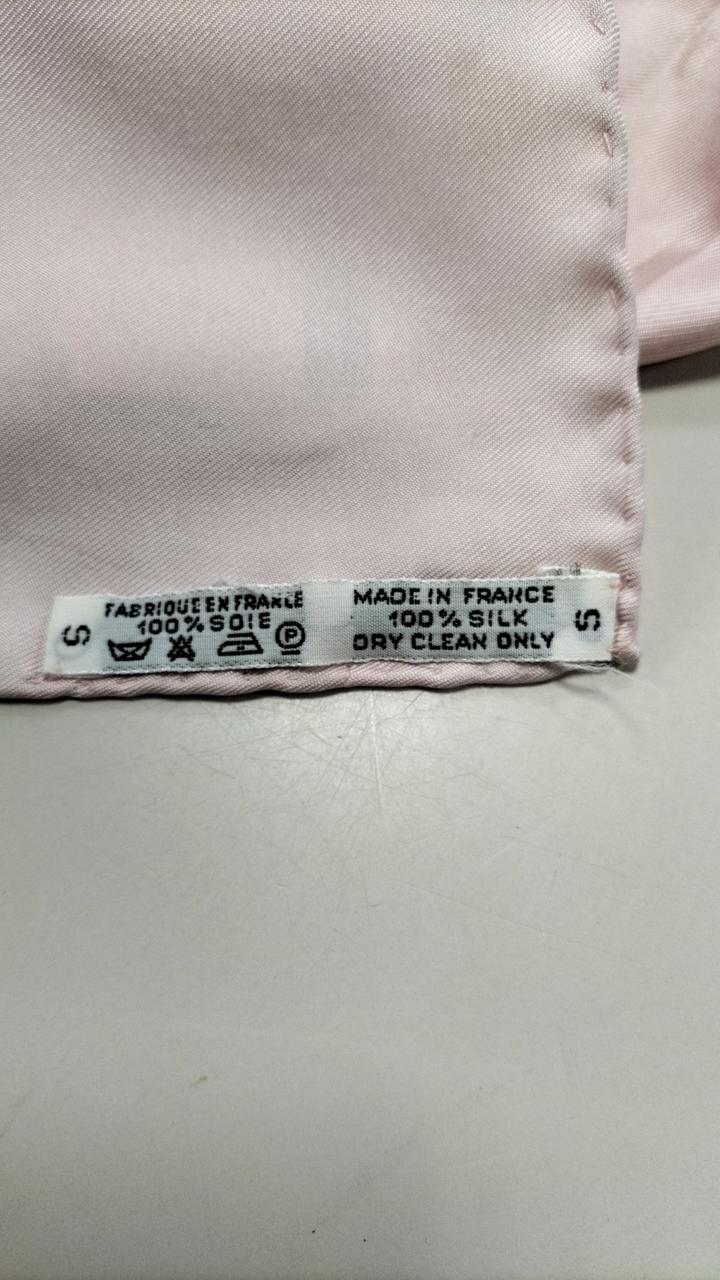 S
FABRIQUE EN FRANCE
100% SOIE
P
MADE IN FRANCE
100% SILK
DRY CLEAN ONLY
S